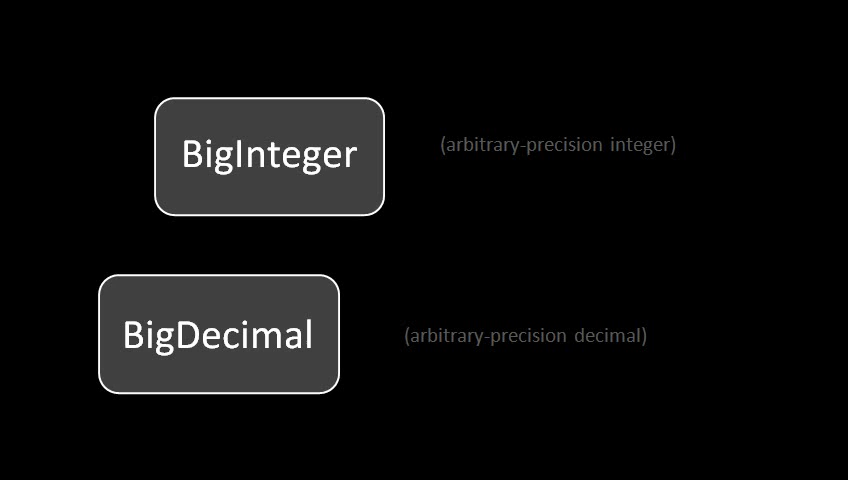 BigInteger
(arbitrary-precision integer)
BigDecimal
(arbitrary-precision decimal)